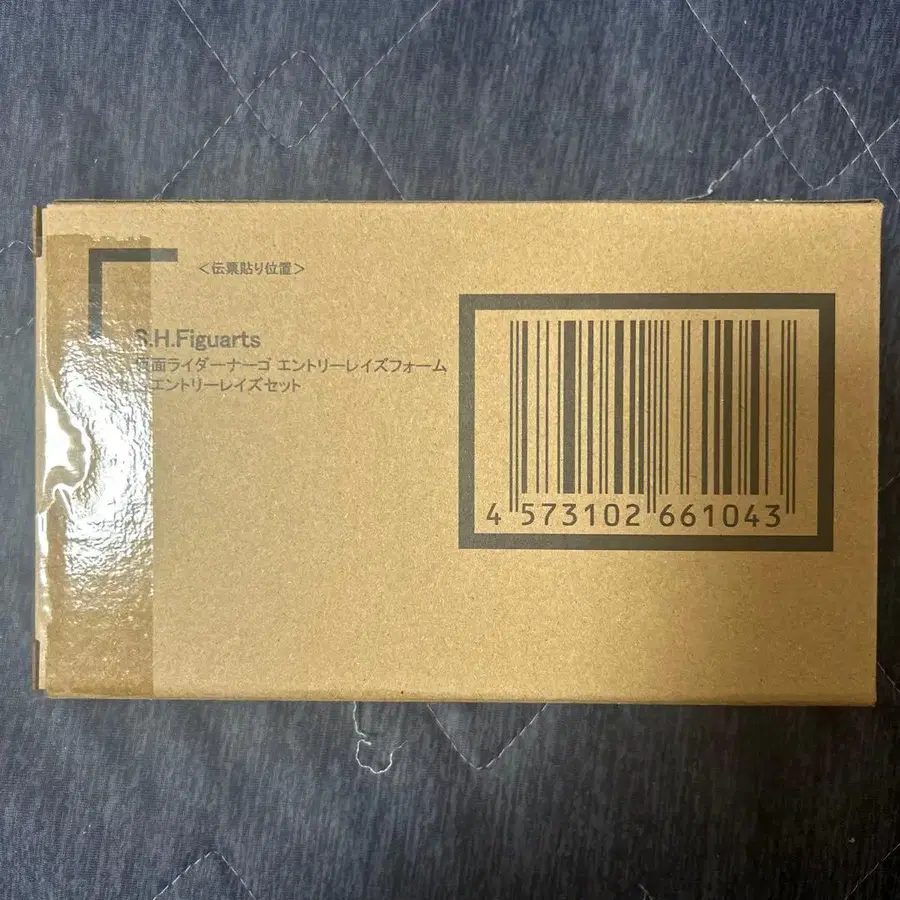 <伝票貼り位置>
S.H.Figuarts
仮面ライダーナーゴ エントリーレイズフォーム
エントリーレイズセット
4 573102 661043